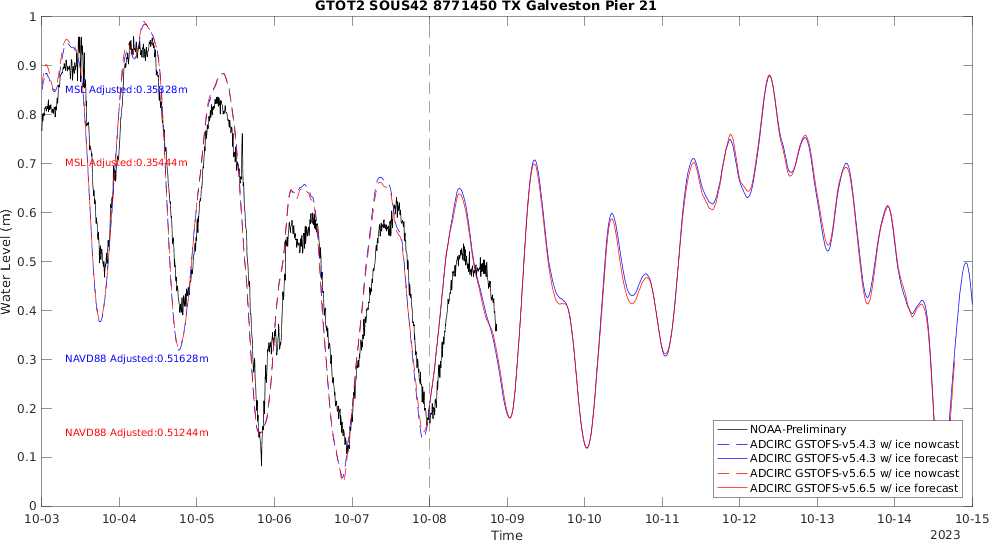 GTOT2 SOUS42 8771450 TX Galveston Pier 21
1
0.9
0.8
0.7
0.6
0.5
0.4
0.3
0.2
0.1
0
Water Level (m)
MSL Adjusted:0.35328m
MSL Adjusted:0.35444m
NAVD88 Adjusted:0.51628m
NAVD88 Adjusted:0.51244m
NOAA-Preliminary
ADCIRC GSTOFS-v5.4.3 w/ ice nowcast
ADCIRC GSTOFS-v5.4.3 w/ ice forecast
ADCIRC GSTOFS-v5.6.5 w/ ice nowcast
ADCIRC GSTOFS-v5.6.5 w/ ice forecast
10-03 10-04 10-05 10-06 10-07 10-08 10-09 10-10 10-11 10-12 10-13 10-14 10-15
Time
2023